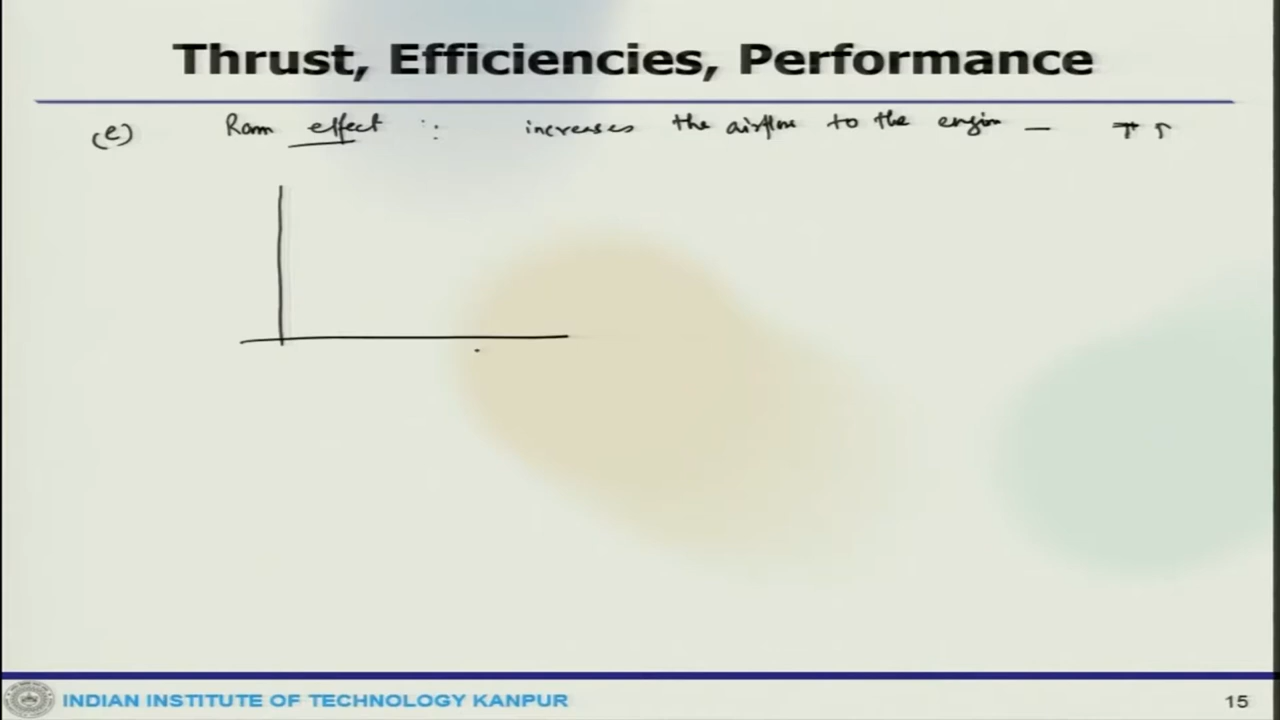 Thrust, Efficiencies, Performance
(e) Ram effect : increases the airflow to the engin — T↑
INDIAN INSTITUTE OF TECHNOLOGY KANPUR
15